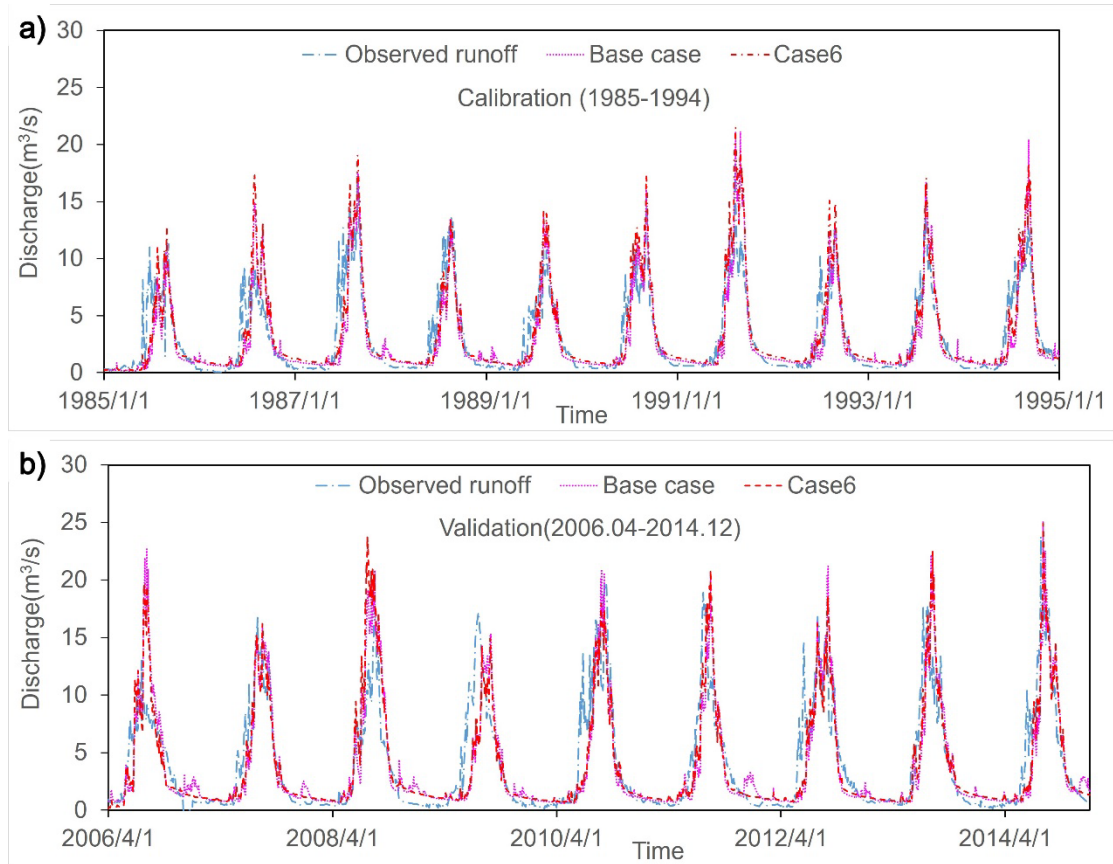 a)
30
25
20
15
10
5
0
Discharge(m³/s)
Observed runoff Base case Case6
Calibration (1985-1994)
1985/1/1 1987/1/1 1989/1/1 1991/1/1 1993/1/1 1995/1/1
Time
b)
30
25
20
15
10
5
0
Discharge(m³/s)
Observed runoff Base case Case6
Validation(2006.04-2014.12)
2006/4/1 2008/4/1 2010/4/1 2012/4/1 2014/4/1
Time